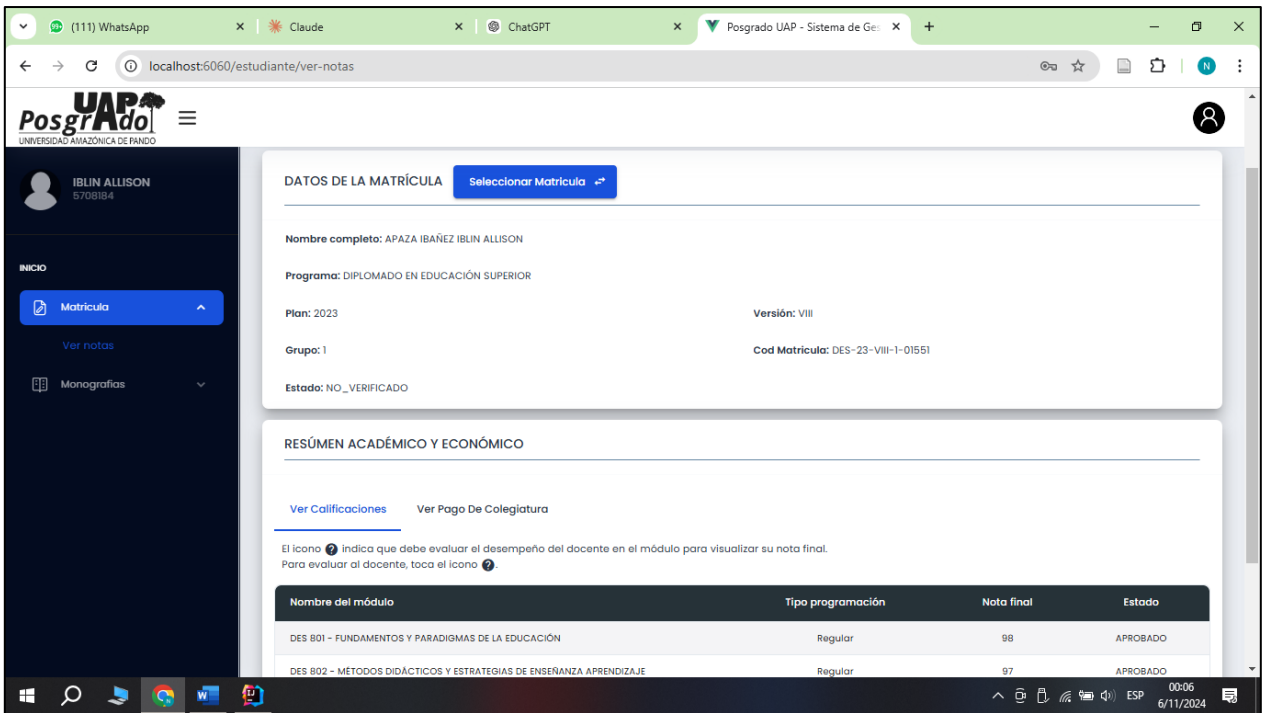 (111) WhatsApp
Claude
ChatGPT
Posgrado UAP - Sistema de Ges
localhost:6060/estudiante/ver-notas
N
UAP
PosgrAdo
UNIVERSIDAD AMAZÓNICA DE PANDO
IBLIN ALLISON
5708184
INICIO
Matricula
Ver notas
Monografias
DATOS DE LA MATRÍCULA
Seleccionar Matricula
Nombre completo: APAZA IBAÑEZ IBLIN ALLISON
Programa: DIPLOMADO EN EDUCACIÓN SUPERIOR
Plan: 2023
Versión: VIII
Grupo: 1
Cod Matricula: DES-23-VIII-1-01551
Estado: NO_VERIFICADO
RESÚMEN ACADÉMICO Y ECONÓMICO
Ver Calificaciones
Ver Pago De Colegiatura
El icono ? indica que debe evaluar el desempeño del docente en el módulo para visualizar su nota final.
Para evaluar al docente, toca el icono ?.
Nombre del módulo Tipo programación Nota final Estado
DES 801 - FUNDAMENTOS Y PARADIGMAS DE LA EDUCACIÓN Regular 98 APROBADO
DES 802 - MÉTODOS DIDÁCTICOS Y ESTRATEGIAS DE ENSEÑANZA APRENDIZAJE Regular 97 APROBADO
ESP
00:06
6/11/2024